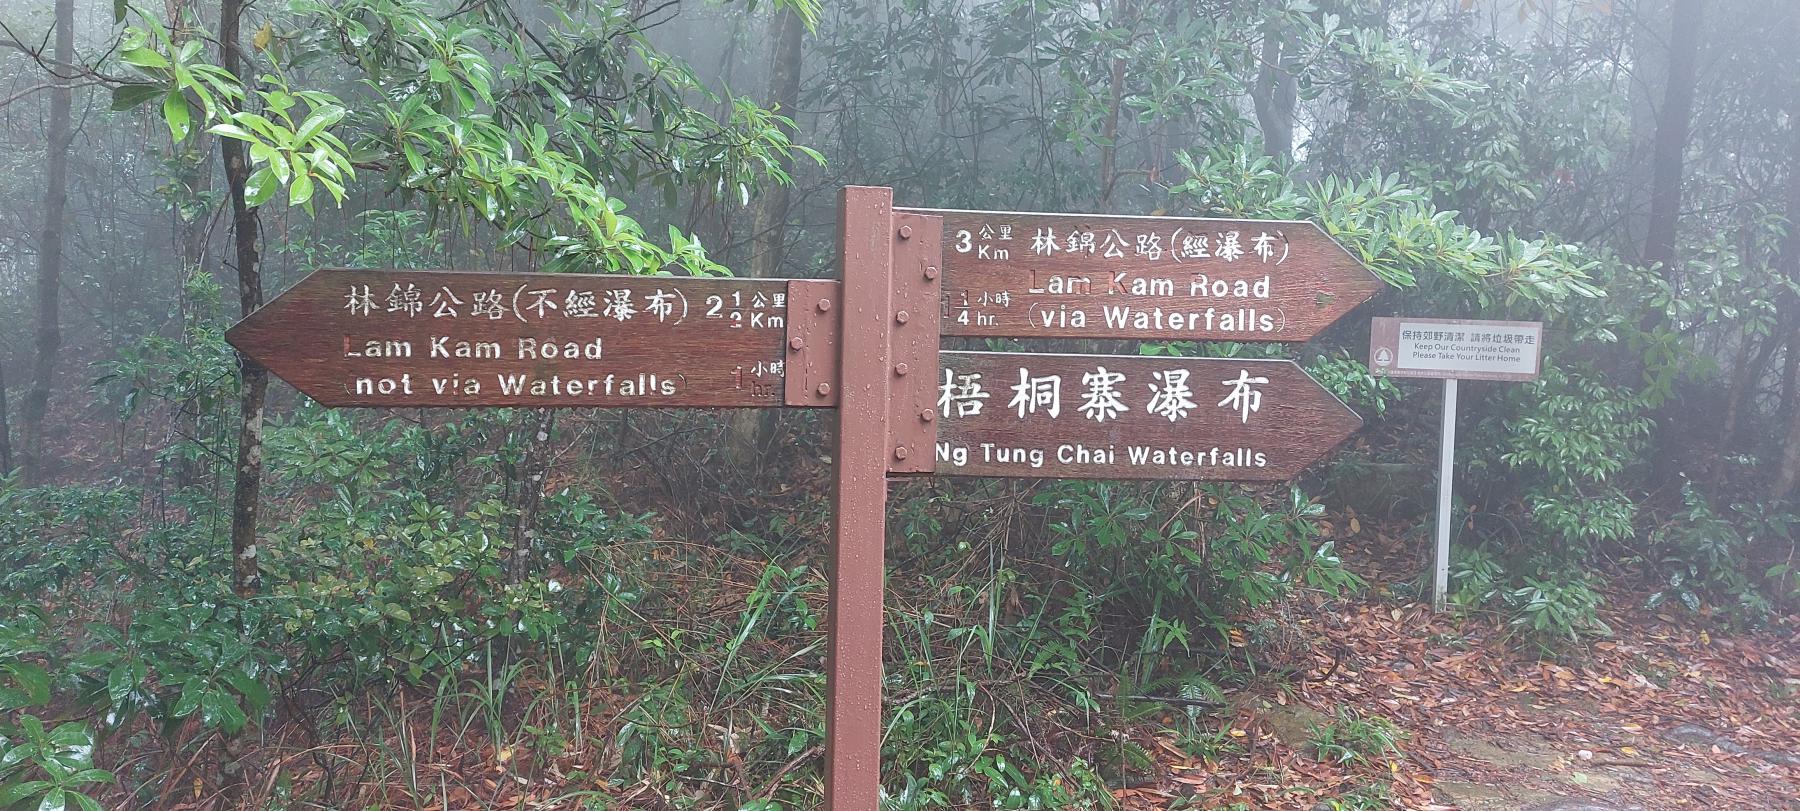 林錦公路(不經瀑布) 2 1/2 公里 Km
Lam Kam Road
(not via Waterfalls) 1 小時 hr.
3 公里 Km 林錦公路(經瀑布)
Lam Kam Road
1 1/4 小時 hr. (via Waterfalls)
梧桐寨瀑布
Ng Tung Chai Waterfalls
保持郊野清潔 請將垃圾帶走
Keep Our Countryside Clean
Please Take Your Litter Home